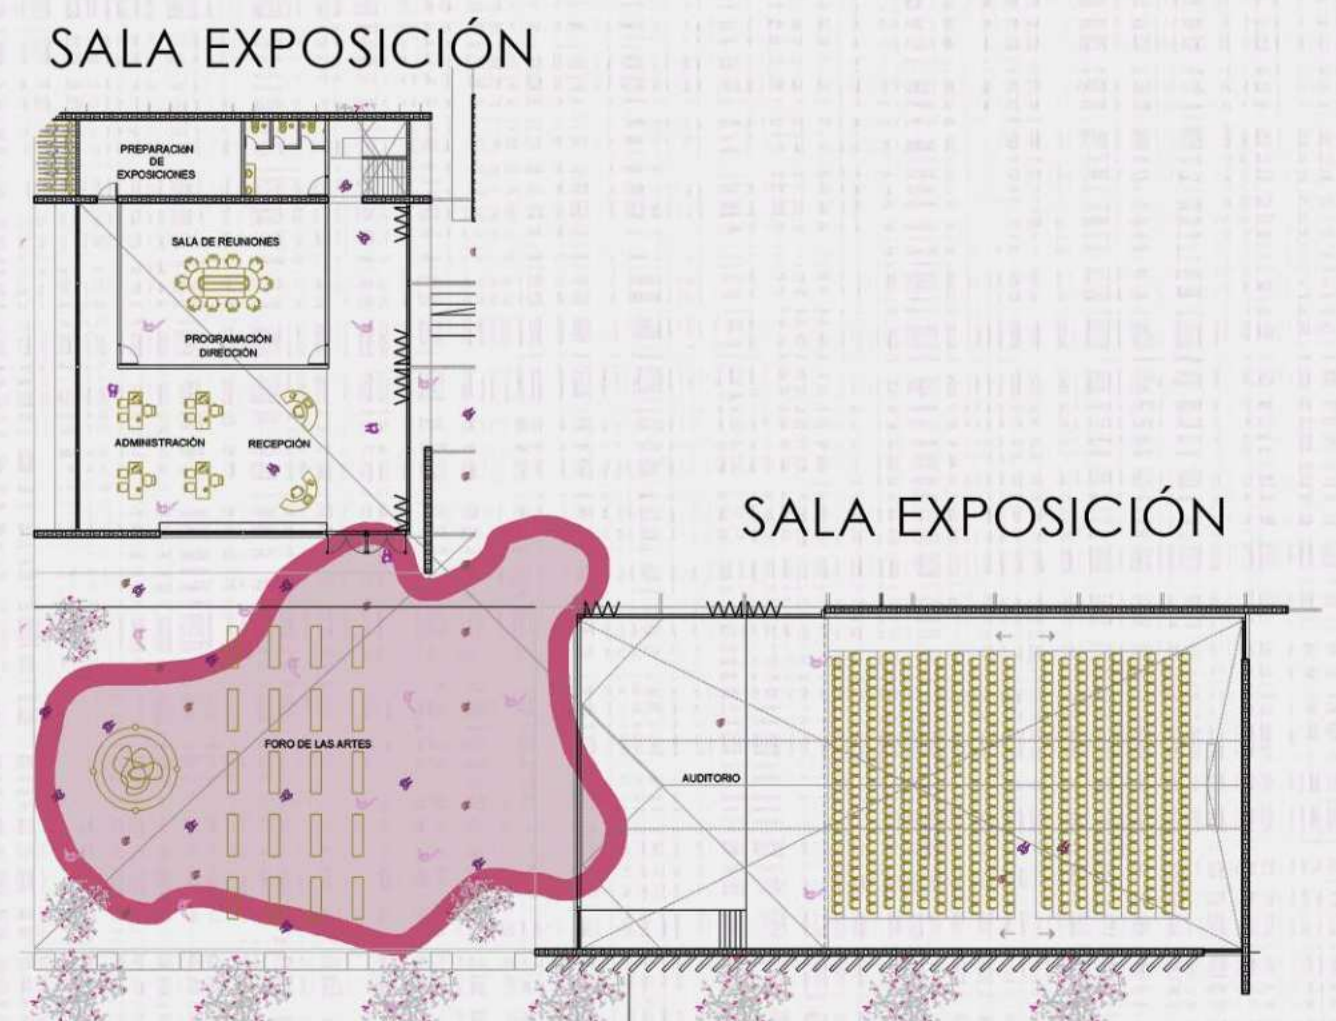 SALA EXPOSICIÓN
PREPARACION
DE
EXPOSICIONES
SALA DE REUNIONES
PROGRAMACIÓN
DIRECCIÓN
ADMINISTRACIÓN
RECEPCIÓN
SALA EXPOSICIÓN
FORO DE LAS ARTES
AUDITORIO